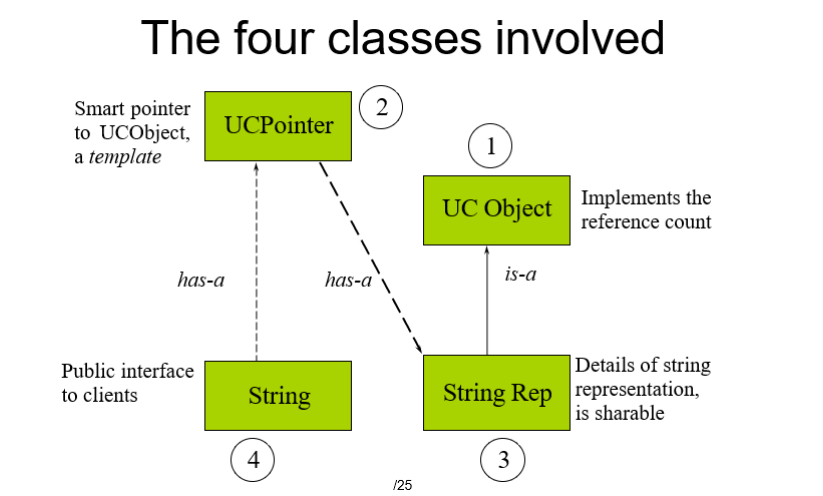 The four classes involved
Smart pointer
to UCObject,
a template
UCPointer
2
1
UC Object
Implements the
reference count
has-a
has-a
is-a
Public interface
to clients
String
4
String Rep
Details of string
representation,
is sharable
3
/25